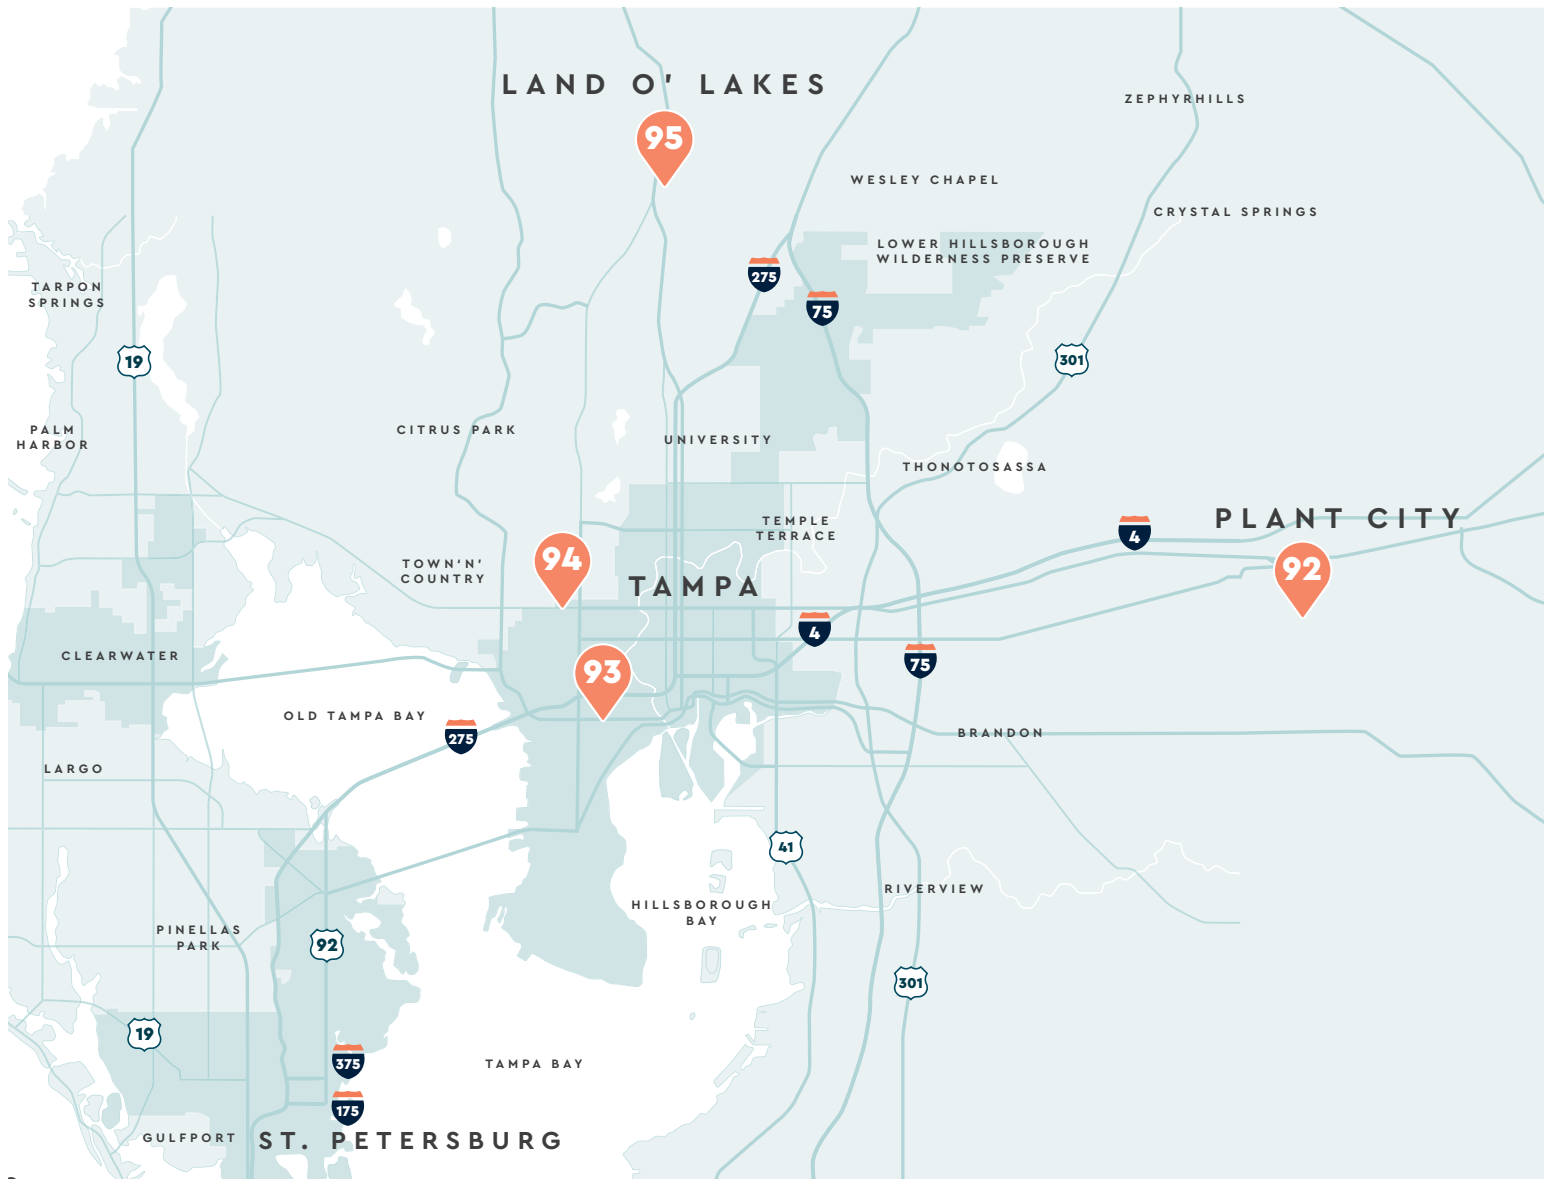 LAND O' LAKES
ZEPHYRHILLS
95
WESLEY CHAPEL
CRYSTAL SPRINGS
LOWER HILLSBOROUGH
WILDERNESS PRESERVE
275
TARPON
SPRINGS
75
19
301
PALM
HARBOR
CITRUS PARK
UNIVERSITY
THONOTOSASSA
PLANT CITY
TEMPLE
TERRACE
4
94
TOWN'N'
COUNTRY
92
TAMPA
4
CLEARWATER
75
93
OLD TAMPA BAY
275
BRANDON
LARGO
41
RIVERVIEW
HILLSBOROUGH
BAY
PINELLAS
PARK
92
301
19
375
TAMPA BAY
175
GULFPORT
ST. PETERSBURG